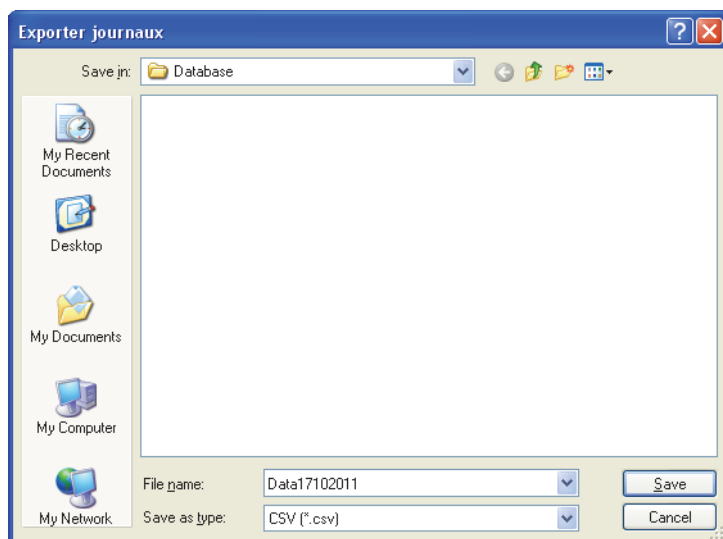 Exporter journaux
Save in: Database
My Recent
Documents
Desktop
My Documents
My Computer
My Network
File name: Data17102011 Save
Save as type: CSV (*.csv) Cancel